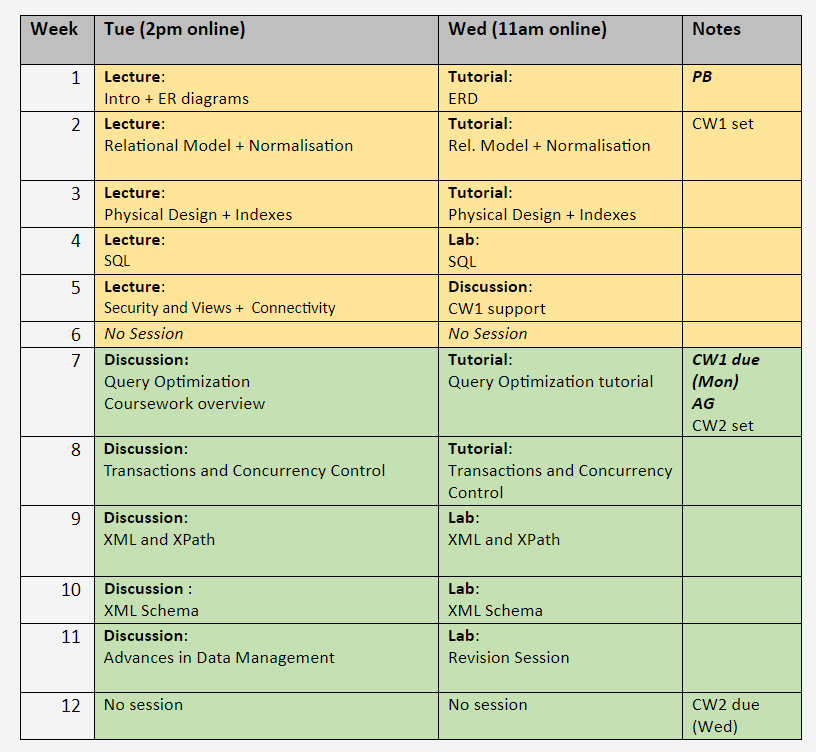 Week Tue (2pm online) Wed (11am online) Notes
1 Lecture: Tutorial: PB
Intro + ER diagrams ERD
2 Lecture: Tutorial: CW1 set
Relational Model + Normalisation Rel. Model + Normalisation
3 Lecture: Tutorial:
Physical Design + Indexes Physical Design + Indexes
4 Lecture: Lab:
SQL SQL
5 Lecture: Discussion:
Security and Views + Connectivity CW1 support
6 No Session No Session
7 Discussion: Tutorial: CW1 due
Query Optimization Query Optimization tutorial (Mon)
Coursework overview AG
CW2 set
8 Discussion: Tutorial:
Transactions and Concurrency Control Transactions and Concurrency
Control
9 Discussion: Lab:
XML and XPath XML and XPath
10 Discussion : Lab:
XML Schema XML Schema
11 Discussion: Lab:
Advances in Data Management Revision Session
12 No session No session CW2 due
(Wed)